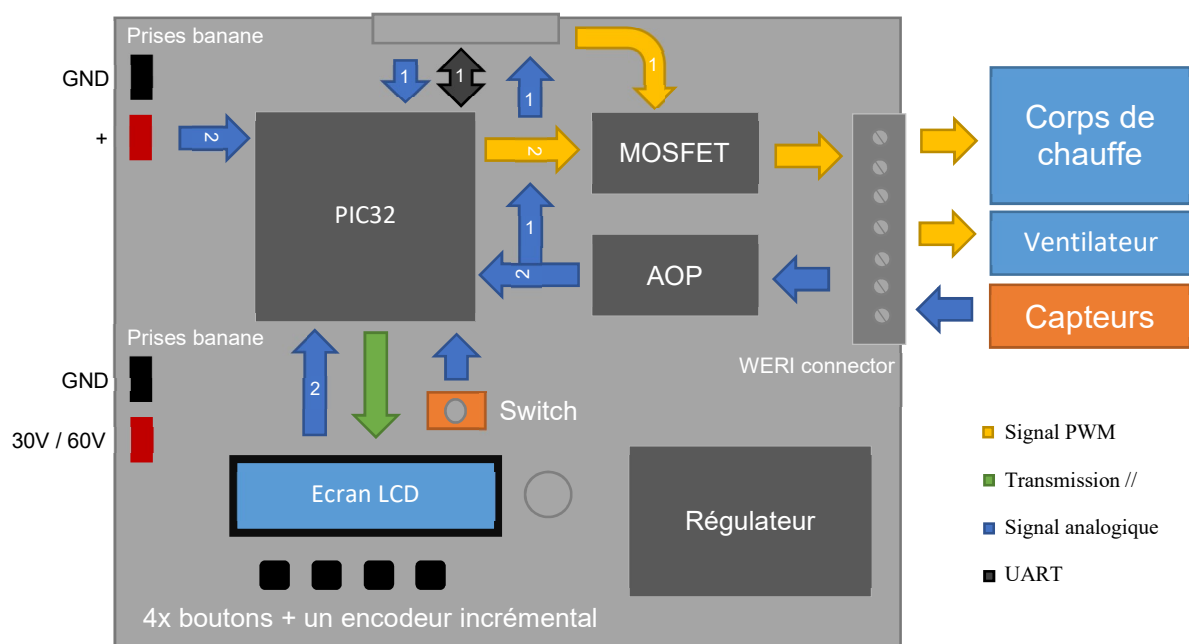 Prises banane
GND
+
1
1
1
1
2
2
PIC32
MOSFET
1
2
AOP
Corps de
chauffe
Ventilateur
Capteurs
WERI connector
Prises banane
GND
30V / 60V
2
Switch
Ecran LCD
Régulateur
4x boutons + un encodeur incrémental
Signal PWM
Transmission //
Signal analogique
UART